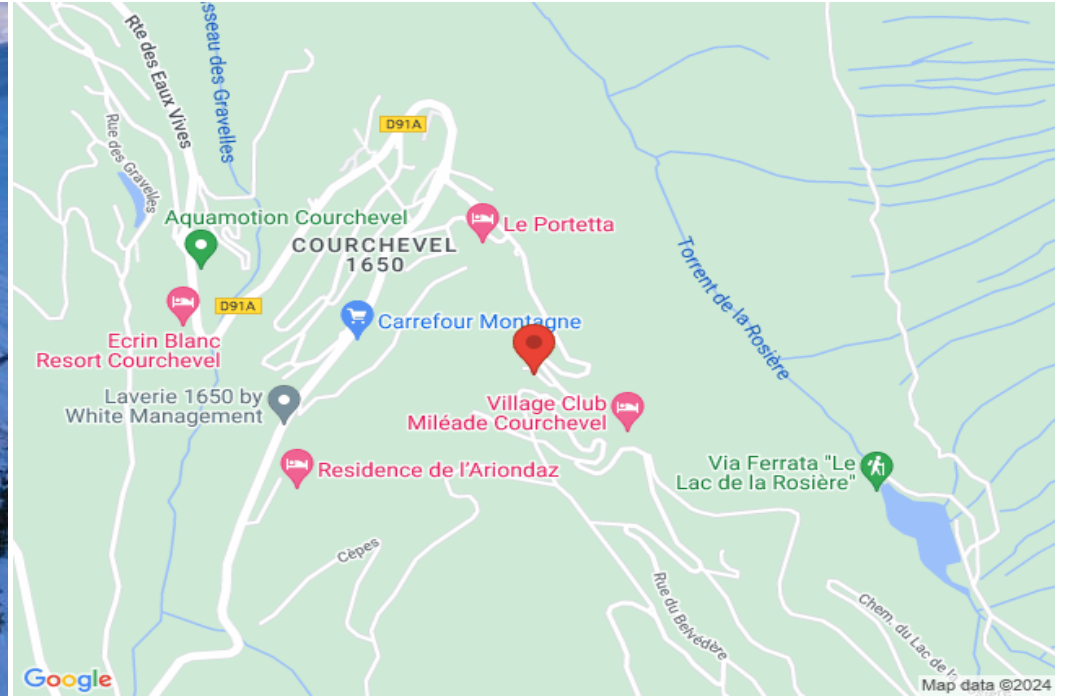 Rte des Eaux Vives
sseau des Gravelles
D91A
Rue des Gravelles
Aquamotion Courchevel
COURCHEVEL
1650
Le Portetta
Torrent de la Rosière
D91A
Carrefour Montagne
Ecrin Blanc
Resort Courchevel
Laverie 1650 by
White Management
Village Club
Miléade Courchevel
Residence de l'Ariondaz
Via Ferrata "Le
Lac de la Rosière"
Cèpes
Rue du Belvédère
Chem. du Lac de la
Google
Map data ©2024